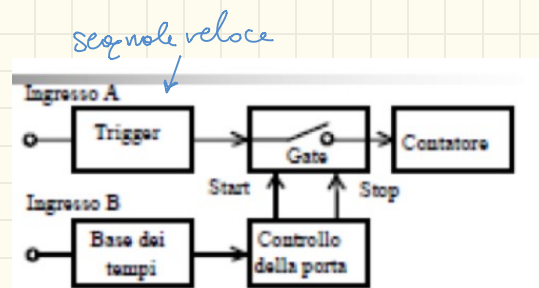 segnale veloce
Ingresso A
Trigger
Gate
Contatore
Start
Stop
Ingresso B
Base dei
tempi
Controllo
della porta